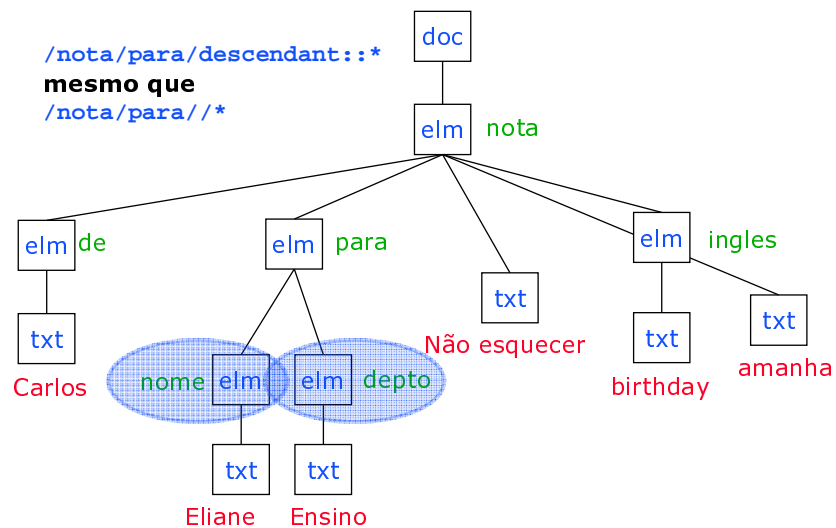 /nota/para/descendant::*
mesmo que
/nota/para//*
doc
elm nota
elm de
elm para
elm ingles
txt
Não esquecer
txt
Carlos
txt
birthday
txt
amanha
nome elm
elm depto
txt
Eliane
txt
Ensino